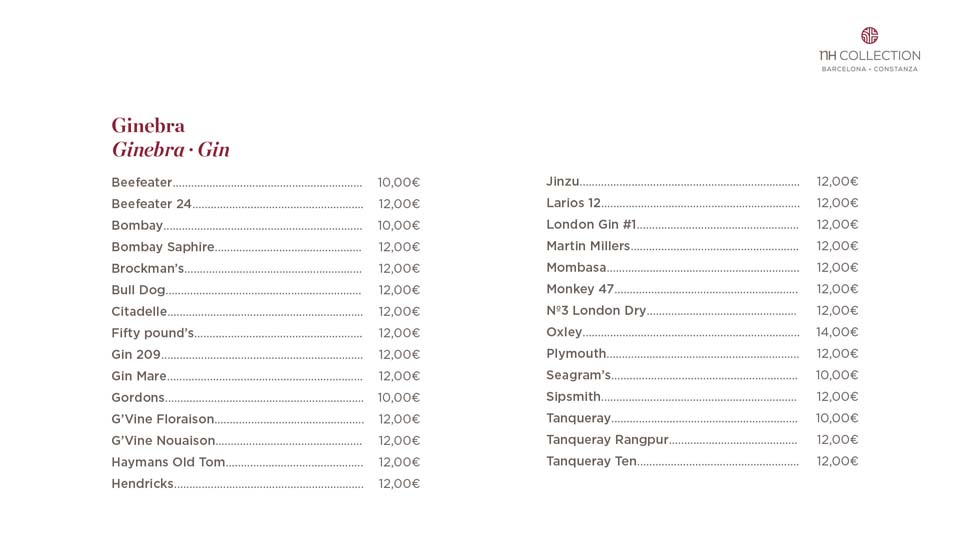 NH COLLECTION
BARCELONA • CONSTANZA
Ginebra
Ginebra · Gin
Beefeater............................................................... 10,00€
Beefeater 24......................................................... 12,00€
Bombay.................................................................. 10,00€
Bombay Saphire................................................. 12,00€
Brockman's........................................................... 12,00€
Bull Dog................................................................. 12,00€
Citadelle................................................................. 12,00€
Fifty pound's........................................................ 12,00€
Gin 209................................................................... 12,00€
Gin Mare................................................................. 12,00€
Gordons.................................................................. 10,00€
G'Vine Floraison.................................................. 12,00€
G'Vine Nouaison................................................. 12,00€
Haymans Old Tom.............................................. 12,00€
Hendricks............................................................... 12,00€
Jinzu......................................................................... 12,00€
Larios 12.................................................................. 12,00€
London Gin #1...................................................... 12,00€
Martin Millers........................................................ 12,00€
Mombasa................................................................ 12,00€
Monkey 47............................................................. 12,00€
Nº3 London Dry.................................................. 12,00€
Oxley........................................................................ 14,00€
Plymouth................................................................ 12,00€
Seagram's.............................................................. 10,00€
Sipsmith................................................................. 12,00€
Tanqueray.............................................................. 10,00€
Tanqueray Rangpur........................................... 12,00€
Tanqueray Ten...................................................... 12,00€